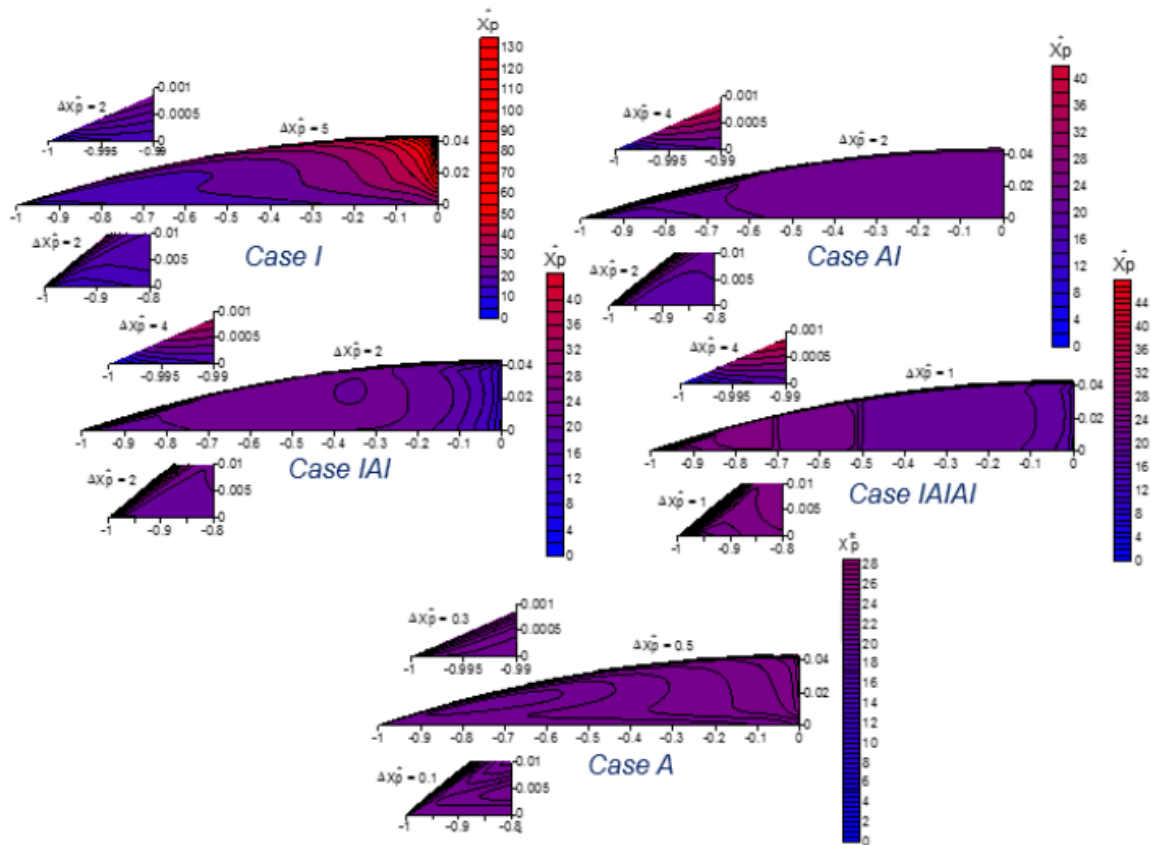 X̂p
130
120
110
100
90
80
70
60
50
40
30
20
10
0
ΔX̂p = 2
0.001
0.0005
0
-1 -0.995 -0.99
ΔX̂p = 5
0.04
0.02
0
-1 -0.9 -0.8 -0.7 -0.6 -0.5 -0.4 -0.3 -0.2 -0.1 0
ΔX̂p = 2
0.01
0.005
0
-1 -0.9 -0.8
Case I
X̂p
40
36
32
28
24
20
16
12
8
4
0
ΔX̂p = 4
0.001
0.0005
0
-1 -0.995 -0.99
ΔX̂p = 2
0.04
0.02
0
-1 -0.9 -0.8 -0.7 -0.6 -0.5 -0.4 -0.3 -0.2 -0.1 0
ΔX̂p = 2
0.01
0.005
0
-1 -0.9 -0.8
Case AI
X̂p
40
36
32
28
24
20
16
12
8
4
0
ΔX̂p = 4
0.001
0.0005
0
-1 -0.995 -0.99
ΔX̂p = 2
0.04
0.02
0
-1 -0.9 -0.8 -0.7 -0.6 -0.5 -0.4 -0.3 -0.2 -0.1 0
ΔX̂p = 2
0.01
0.005
0
-1 -0.9 -0.8
Case IAI
X̂p
44
40
36
32
28
24
20
16
12
8
4
0
ΔX̂p = 4
0.001
0.0005
0
-1 -0.995 -0.99
ΔX̂p = 1
0.04
0.02
0
-1 -0.9 -0.8 -0.7 -0.6 -0.5 -0.4 -0.3 -0.2 -0.1 0
ΔX̂p = 1
0.01
0.005
0
-1 -0.9 -0.8
Case IAIAI
X*p
28
26
24
22
20
18
16
14
12
10
8
6
4
2
0
ΔX̂p = 0.3
0.001
0.0005
0
-1 -0.995 -0.99
ΔX̂p = 0.5
0.04
0.02
0
-1 -0.9 -0.8 -0.7 -0.6 -0.5 -0.4 -0.3 -0.2 -0.1 0
ΔX̂p = 0.1
0.01
0.005
0
-1 -0.9 -0.8
Case A